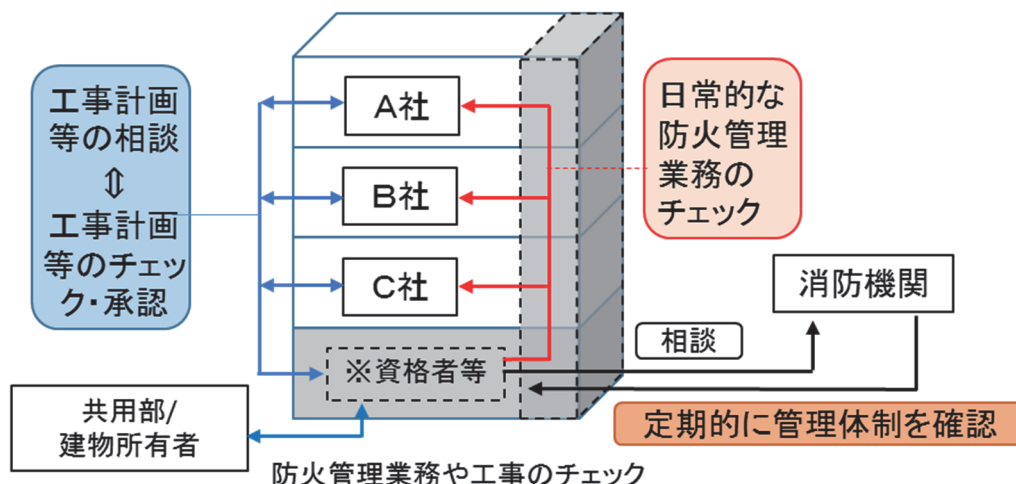 工事計画
等の相談
⇕
工事計画
等のチェッ
ク・承認
A社
B社
C社
※資格者等
日常的な
防火管理
業務の
チェック
消防機関
相談
定期的に管理体制を確認
共用部/
建物所有者
防火管理業務や工事のチェック